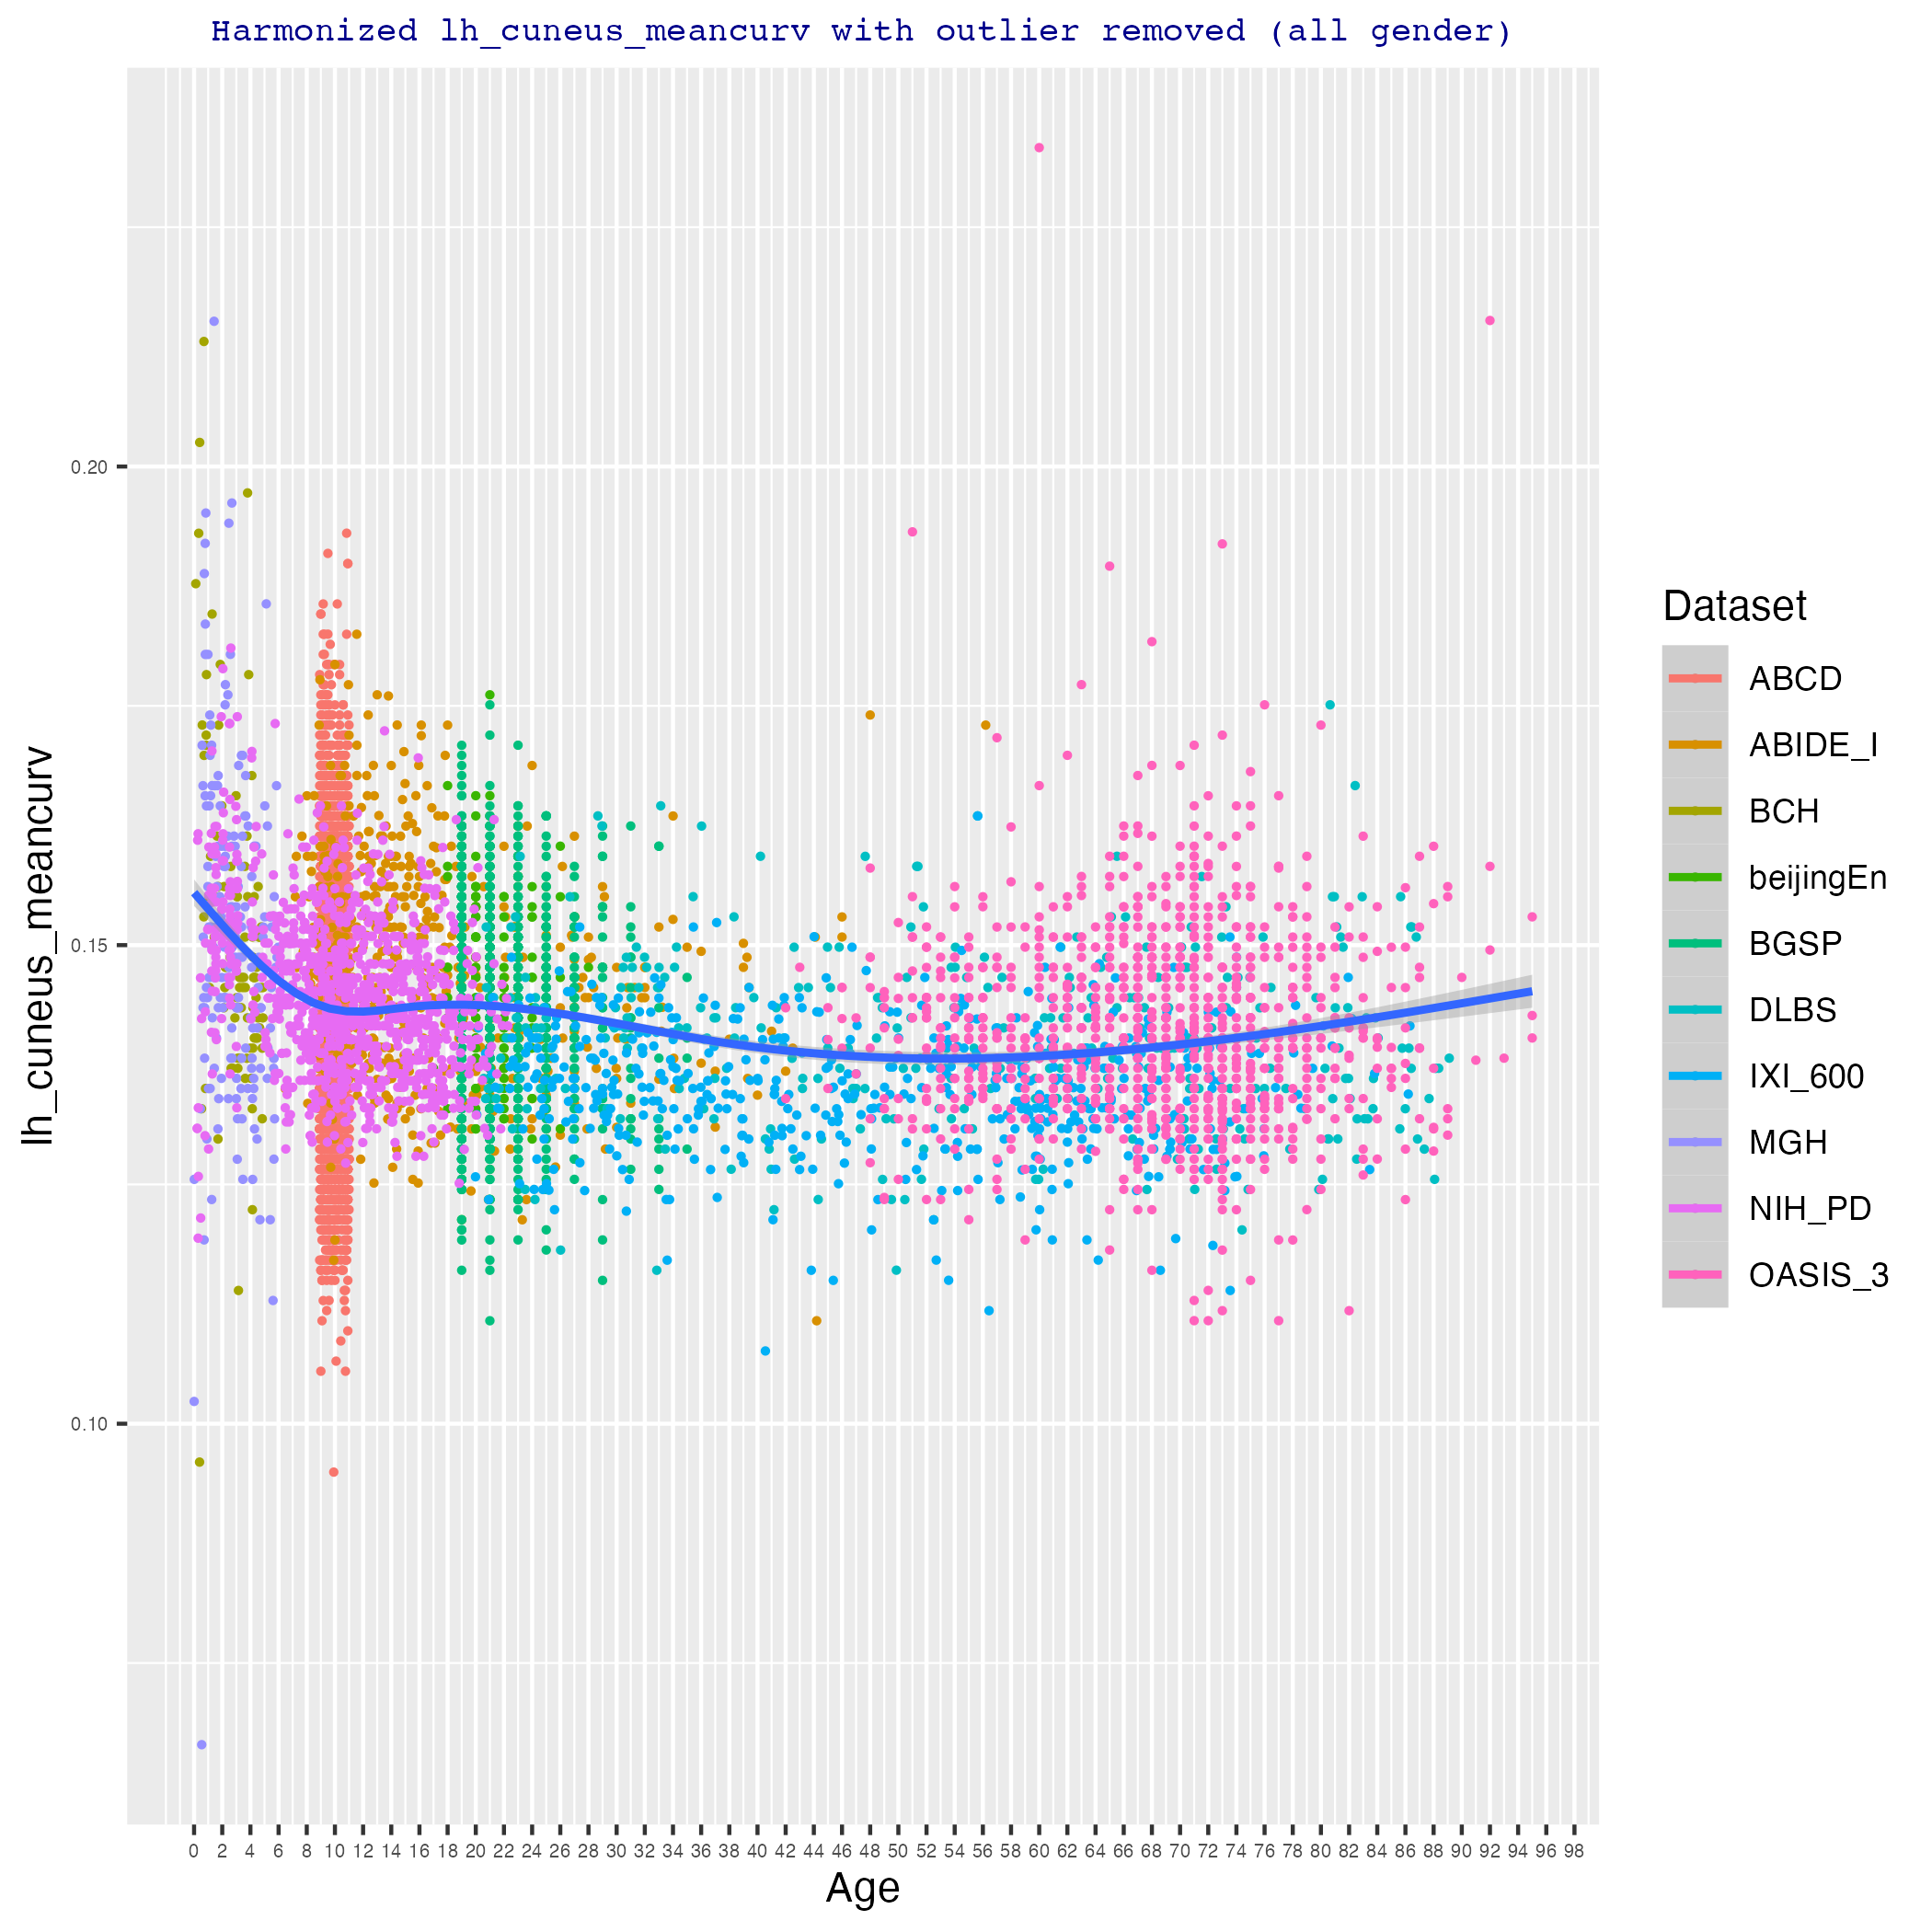 Harmonized lh_cuneus_meancurv with outlier removed (all gender)
lh_cuneus_meancurv
0.20
0.15
0.10
0 2 4 6 8 10 12 14 16 18 20 22 24 26 28 30 32 34 36 38 40 42 44 46 48 50 52 54 56 58 60 62 64 66 68 70 72 74 76 78 80 82 84 86 88 90 92 94 96 98
Age
Dataset
ABCD
ABIDE_I
BCH
beijingEn
BGSP
DLBS
IXI_600
MGH
NIH_PD
OASIS_3